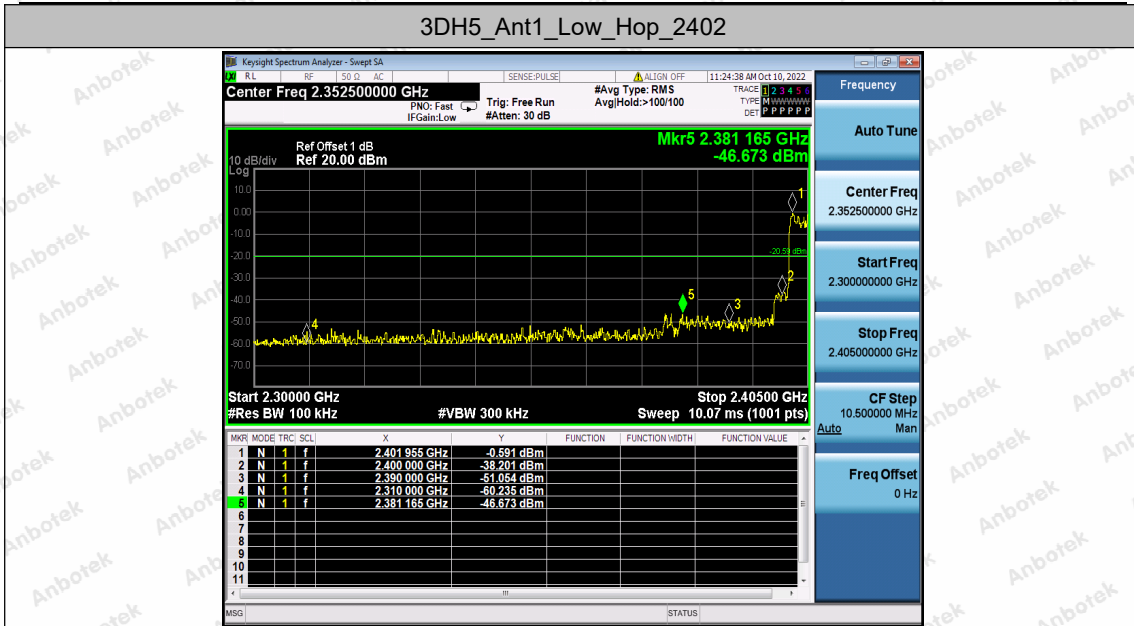 3DH5_Ant1_Low_Hop_2402
Keysight Spectrum Analyzer - Swept SA
LXI RL RF 50 Ω AC SENSE:PULSE ALIGN OFF 11:24:38 AM Oct 10, 2022
Center Freq 2.352500000 GHz
PNO: Fast
IFGain:Low
Trig: Free Run
#Atten: 30 dB
#Avg Type: RMS
Avg|Hold:>100/100
TRACE 1 2 3 4 5 6
TYPE M W W W W W
DET P P P P P P
Frequency
Auto Tune
Center Freq
2.352500000 GHz
Start Freq
2.300000000 GHz
Stop Freq
2.405000000 GHz
CF Step
10.500000 MHz
Auto Man
Freq Offset
0 Hz
Mkr5 2.381 165 GHz
-46.673 dBm
Ref Offset 1 dB
10 dB/div Ref 20.00 dBm
Log
10.0
0.00
-10.0
-20.0
-30.0
-40.0
-50.0
-60.0
-70.0
-20.59 dBm
1
2
3
4
5
Start 2.30000 GHz Stop 2.40500 GHz
#Res BW 100 kHz #VBW 300 kHz Sweep 10.07 ms (1001 pts)
MKR MODE TRC SCL X Y FUNCTION FUNCTION WIDTH FUNCTION VALUE
1 N 1 f 2.401 955 GHz -0.591 dBm
2 N 1 f 2.400 000 GHz -38.201 dBm
3 N 1 f 2.390 000 GHz -51.054 dBm
4 N 1 f 2.310 000 GHz -60.235 dBm
5 N 1 f 2.381 165 GHz -46.673 dBm
6
7
8
9
10
11
MSG STATUS
Anbotek